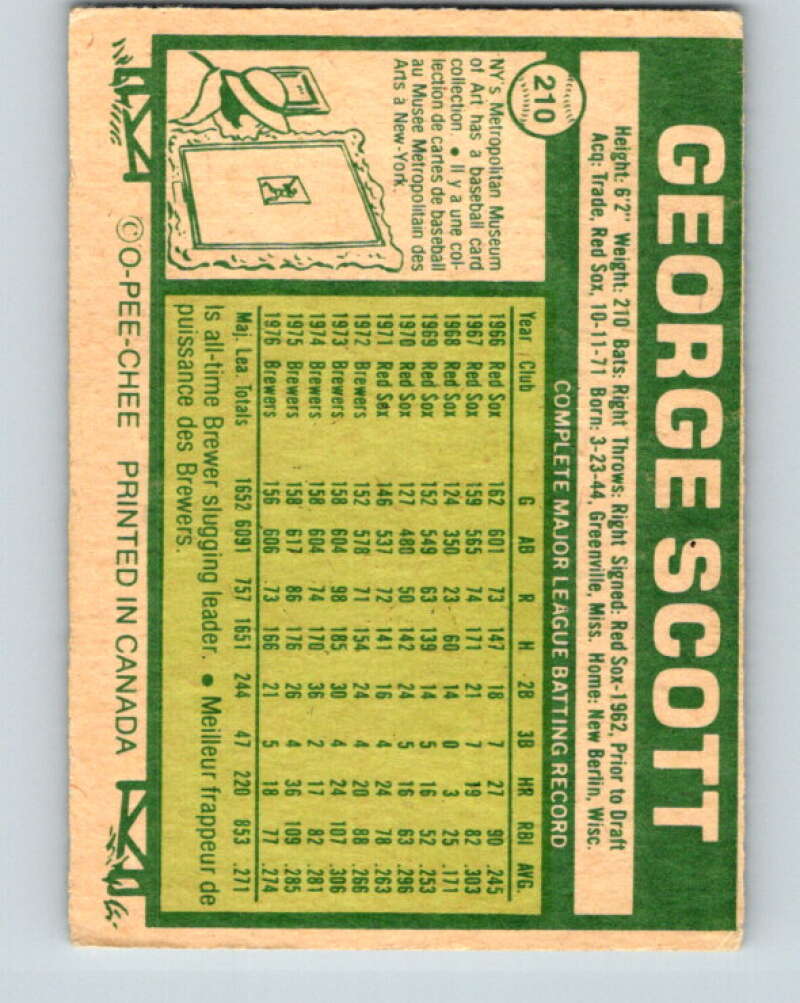 GEORGE SCOTT
210
Height: 6'2" Weight: 210 Bats: Right Throws: Right Signed: Red Sox-1962, Prior to Draft
Acq: Trade, Red Sox, 10-11-71 Born: 3-23-44, Greenville, Miss. Home: New Berlin, Wisc.
NY's Metropolitan Museum
of Art has a baseball card
collection. • Il y a une col-
lection de cartes de baseball
au Musée Metropolitain des
Arts à New-York.
COMPLETE MAJOR LEAGUE BATTING RECORD
Year Club G AB R H 2B 3B HR RBI AVG.
1966 Red Sox 162 601 73 147 18 7 27 90 .245
1967 Red Sox 159 565 74 171 21 7 19 82 .303
1968 Red Sox 124 350 23 60 14 0 3 25 .171
1969 Red Sox 152 549 63 139 14 5 16 52 .253
1970 Red Sox 127 480 50 142 24 5 16 63 .296
1971 Red Sox 146 537 72 141 16 4 24 78 .263
1972 Brewers 152 578 71 154 24 4 20 88 .266
1973 Brewers 158 604 98 185 30 4 24 107 .306
1974 Brewers 158 604 74 170 36 2 17 82 .281
1975 Brewers 158 617 86 176 26 4 36 109 .285
1976 Brewers 156 606 73 166 21 5 18 77 .274
Maj. Lea. Totals 1652 6091 757 1651 244 47 220 853 .271
Is all-time Brewer slugging leader. • Meilleur frappeur de
puissance des Brewers.
©O-PEE-CHEE PRINTED IN CANADA